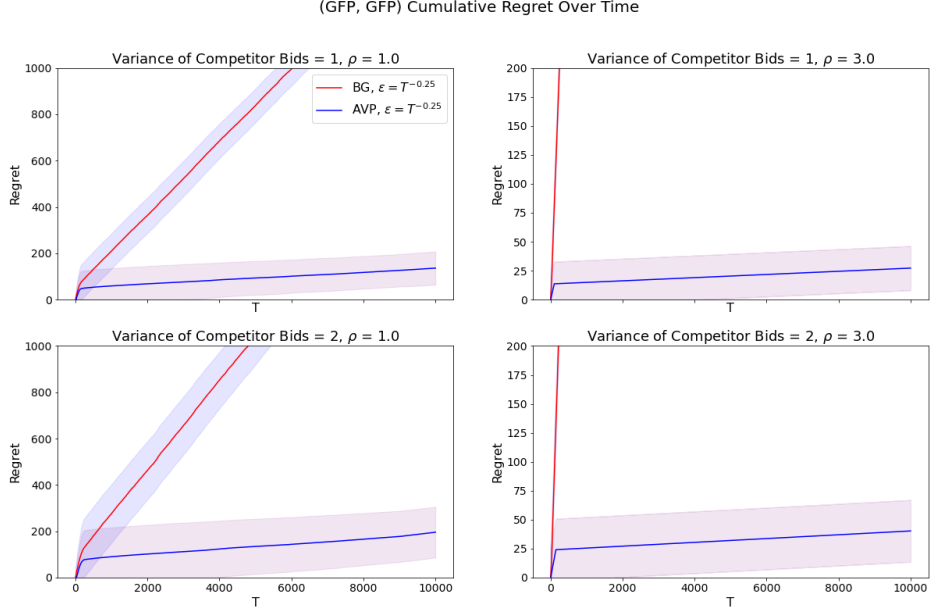 (GFP, GFP) Cumulative Regret Over Time
Variance of Competitor Bids = 1, ρ = 1.0
1000
800
600
400
200
0
Regret
T
BG, ε = T^−0.25
AVP, ε = T^−0.25
Variance of Competitor Bids = 1, ρ = 3.0
200
175
150
125
100
75
50
25
0
Regret
T
Variance of Competitor Bids = 2, ρ = 1.0
1000
800
600
400
200
0
Regret
0 2000 4000 6000 8000 10000
T
Variance of Competitor Bids = 2, ρ = 3.0
200
175
150
125
100
75
50
25
0
Regret
0 2000 4000 6000 8000 10000
T